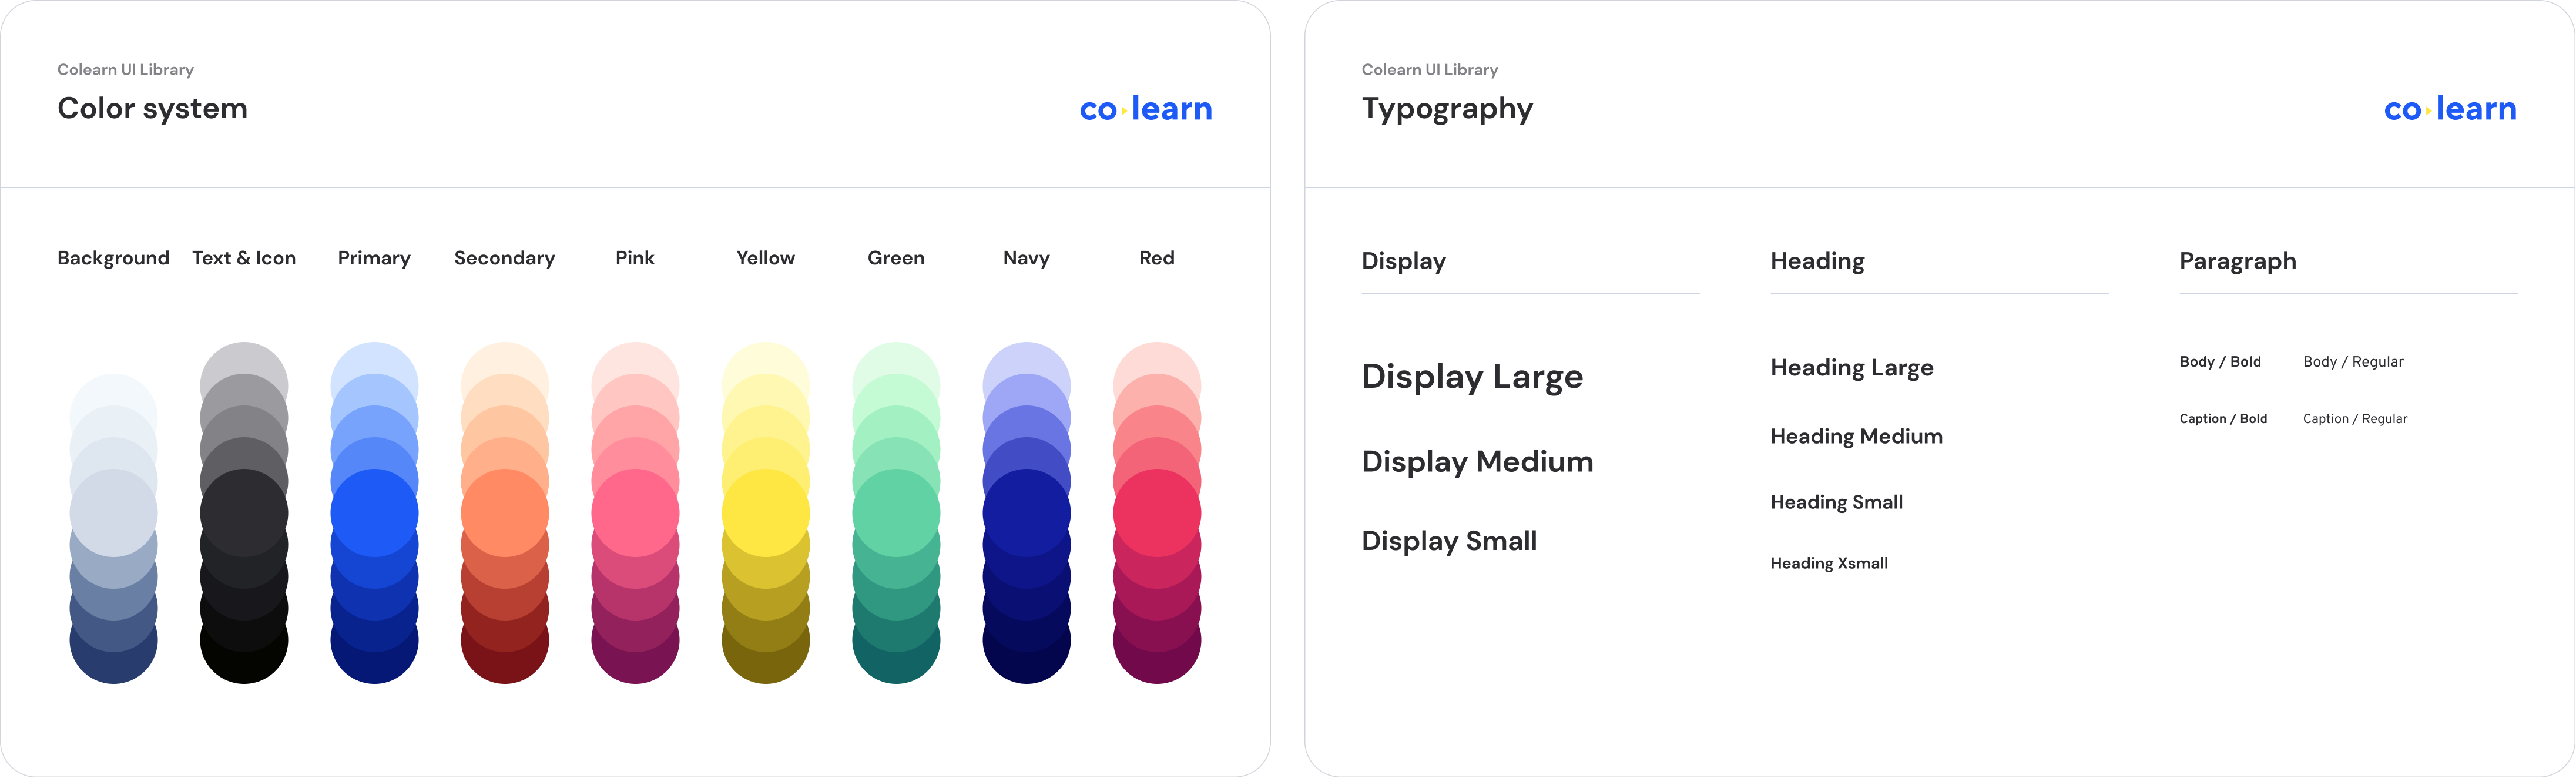 Colearn UI Library
Color system
co learn
Background Text & Icon Primary Secondary Pink Yellow Green Navy Red
Colearn UI Library
Typography
co learn
Display
Display Large
Display Medium
Display Small
Heading
Heading Large
Heading Medium
Heading Small
Heading Xsmall
Paragraph
Body / Bold Body / Regular
Caption / Bold Caption / Regular